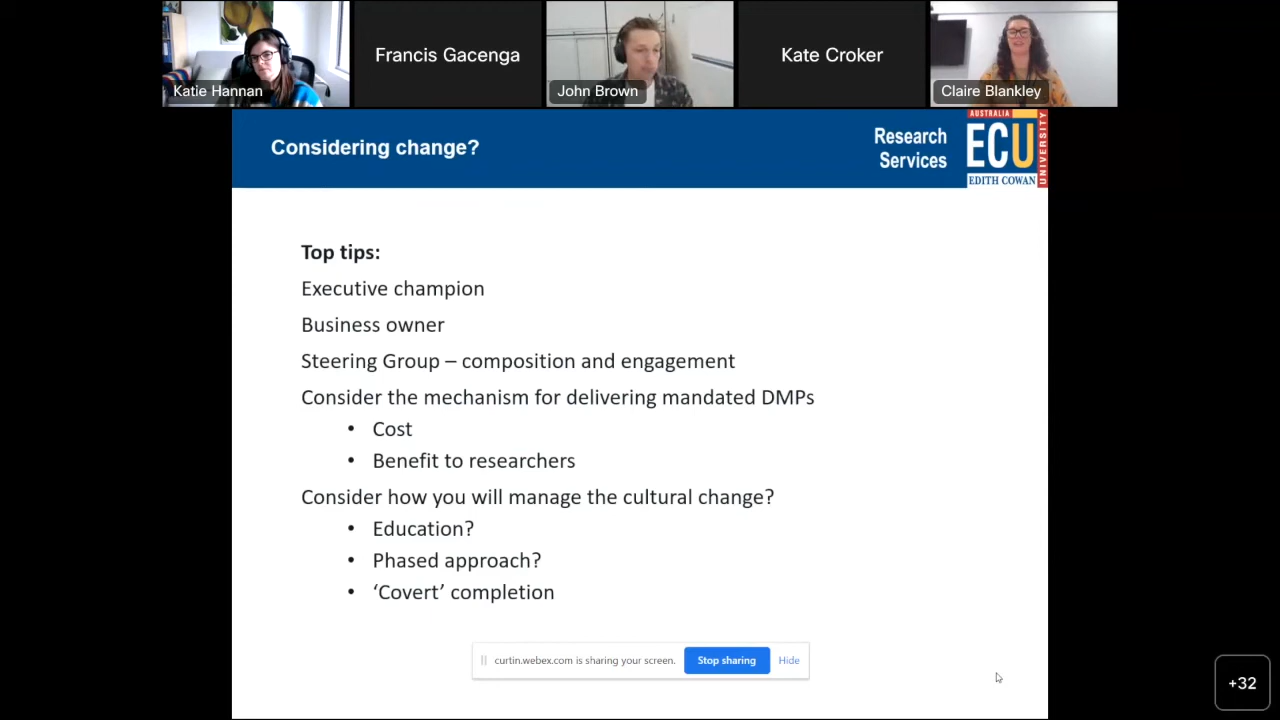 Katie Hannan
Francis Gacenga
John Brown
Kate Croker
Claire Blankley
Considering change?
Research
Services
AUSTRALIA
ECU
EDITH COWAN
UNIVERSITY
Top tips:
Executive champion
Business owner
Steering Group – composition and engagement
Consider the mechanism for delivering mandated DMPs
• Cost
• Benefit to researchers
Consider how you will manage the cultural change?
• Education?
• Phased approach?
• ‘Covert’ completion
curtin.webex.com is sharing your screen. Stop sharing Hide
+32